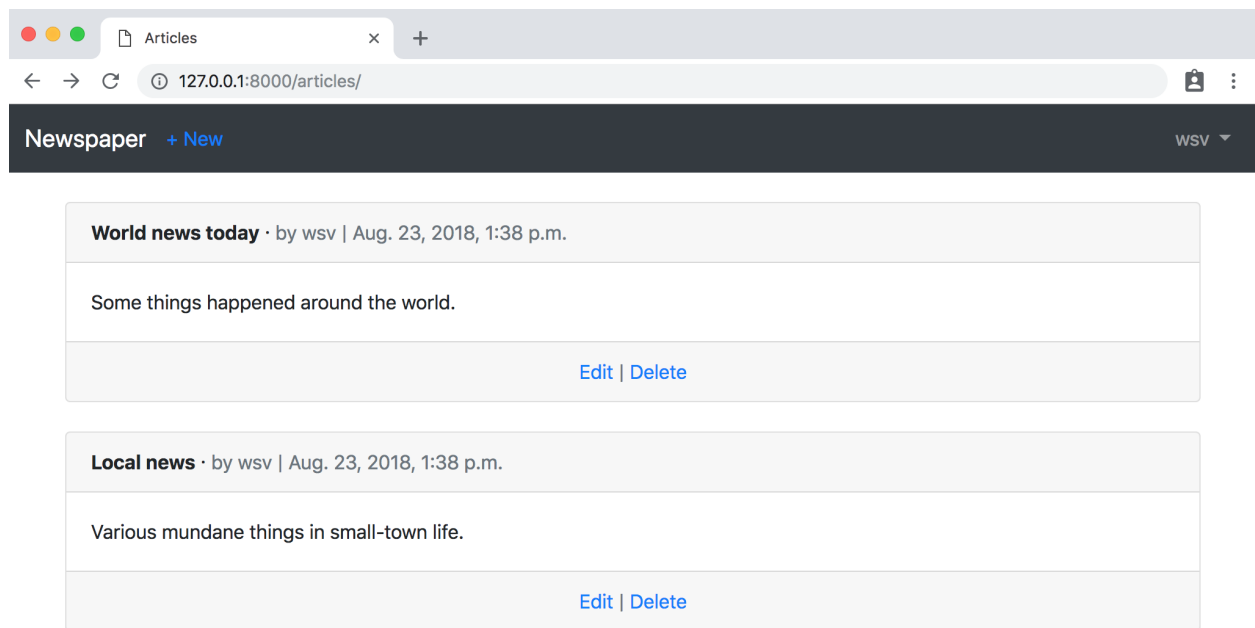 Articles
127.0.0.1:8000/articles/
Newspaper + New wsv
World news today · by wsv | Aug. 23, 2018, 1:38 p.m.
Some things happened around the world.
Edit | Delete
Local news · by wsv | Aug. 23, 2018, 1:38 p.m.
Various mundane things in small-town life.
Edit | Delete